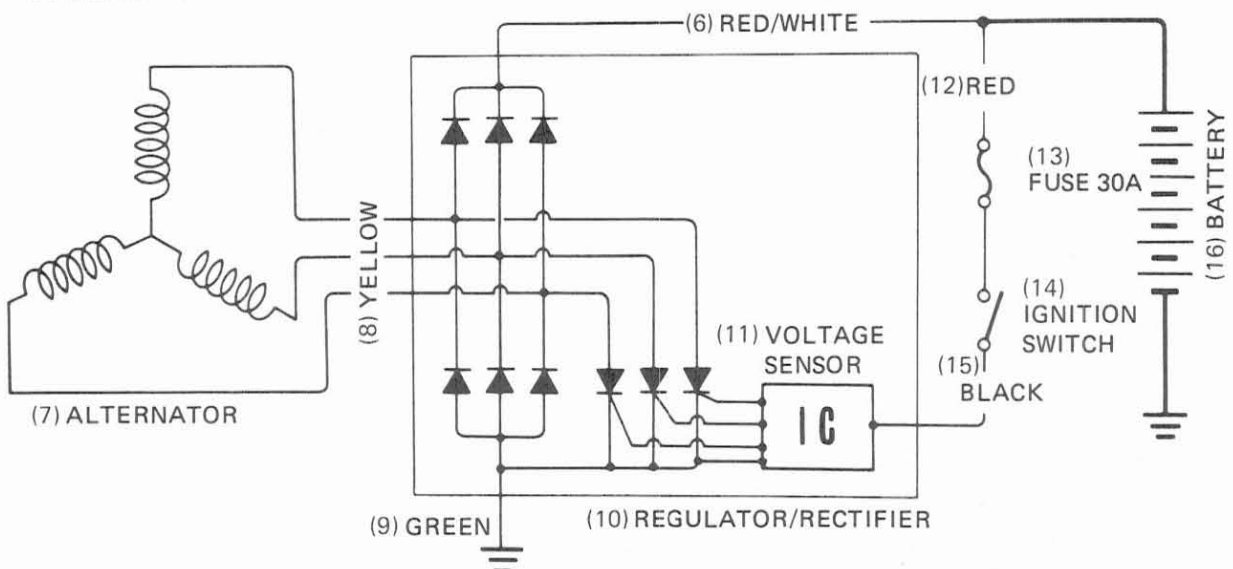 (6) RED/WHITE
(12) RED
(13)
FUSE 30A
(16) BATTERY
(8) YELLOW
(14)
IGNITION
SWITCH
(11) VOLTAGE
SENSOR
(15)
BLACK
IC
(7) ALTERNATOR
(9) GREEN
(10) REGULATOR/RECTIFIER